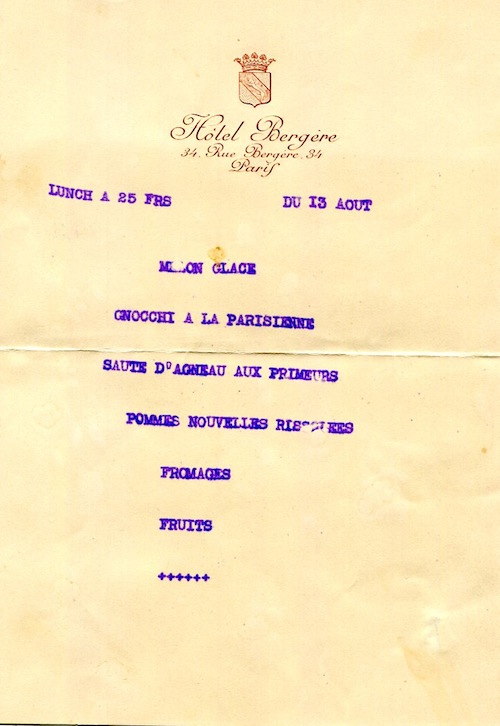 Hôtel Bergère
34, Rue Bergère, 34
Paris
LUNCH A 25 FRS DU 13 AOUT
MELON GLACE
GNOCCHI A LA PARISIENNE
SAUTE D'AGNEAU AUX PRIMEURS
POMMES NOUVELLES RISSOLEES
FROMAGES
FRUITS
++++++